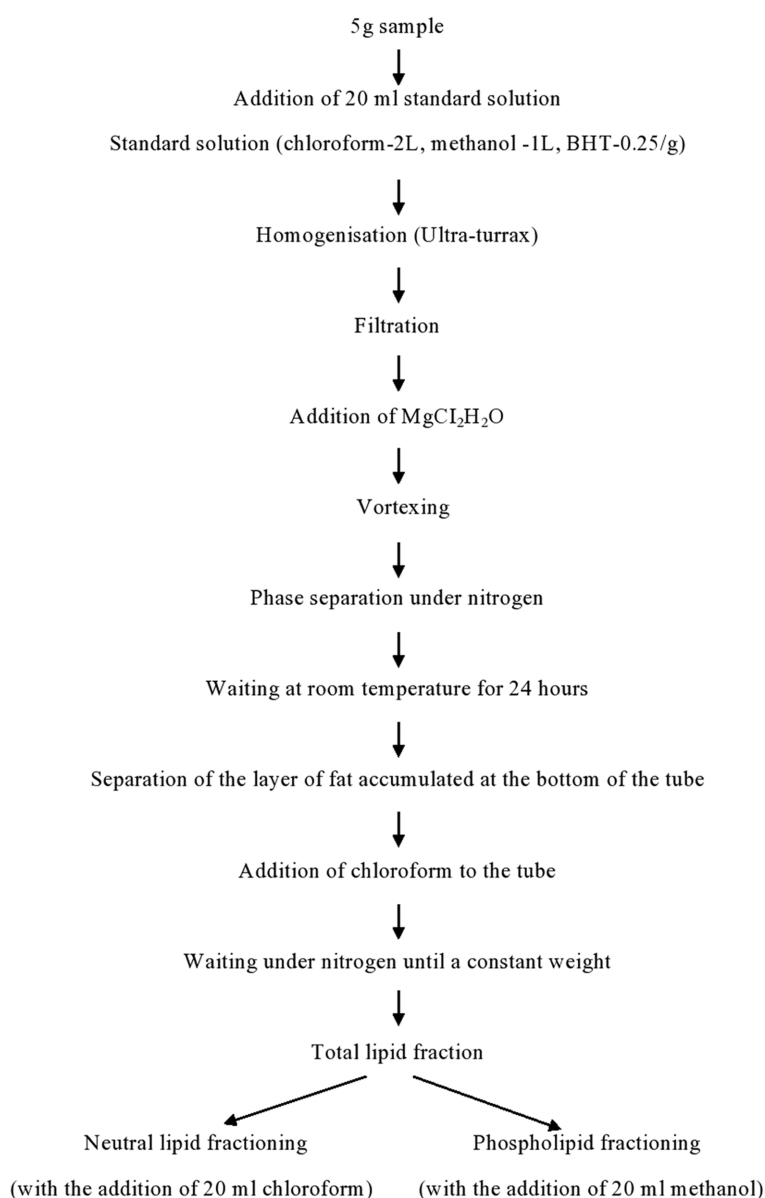 5g sample
Addition of 20 ml standard solution
Standard solution (chloroform-2L, methanol -1L, BHT-0.25/g)
Homogenisation (Ultra-turrax)
Filtration
Addition of MgCI₂H₂O
Vortexing
Phase separation under nitrogen
Waiting at room temperature for 24 hours
Separation of the layer of fat accumulated at the bottom of the tube
Addition of chloroform to the tube
Waiting under nitrogen until a constant weight
Total lipid fraction
Neutral lipid fractioning
(with the addition of 20 ml chloroform)
Phospholipid fractioning
(with the addition of 20 ml methanol)